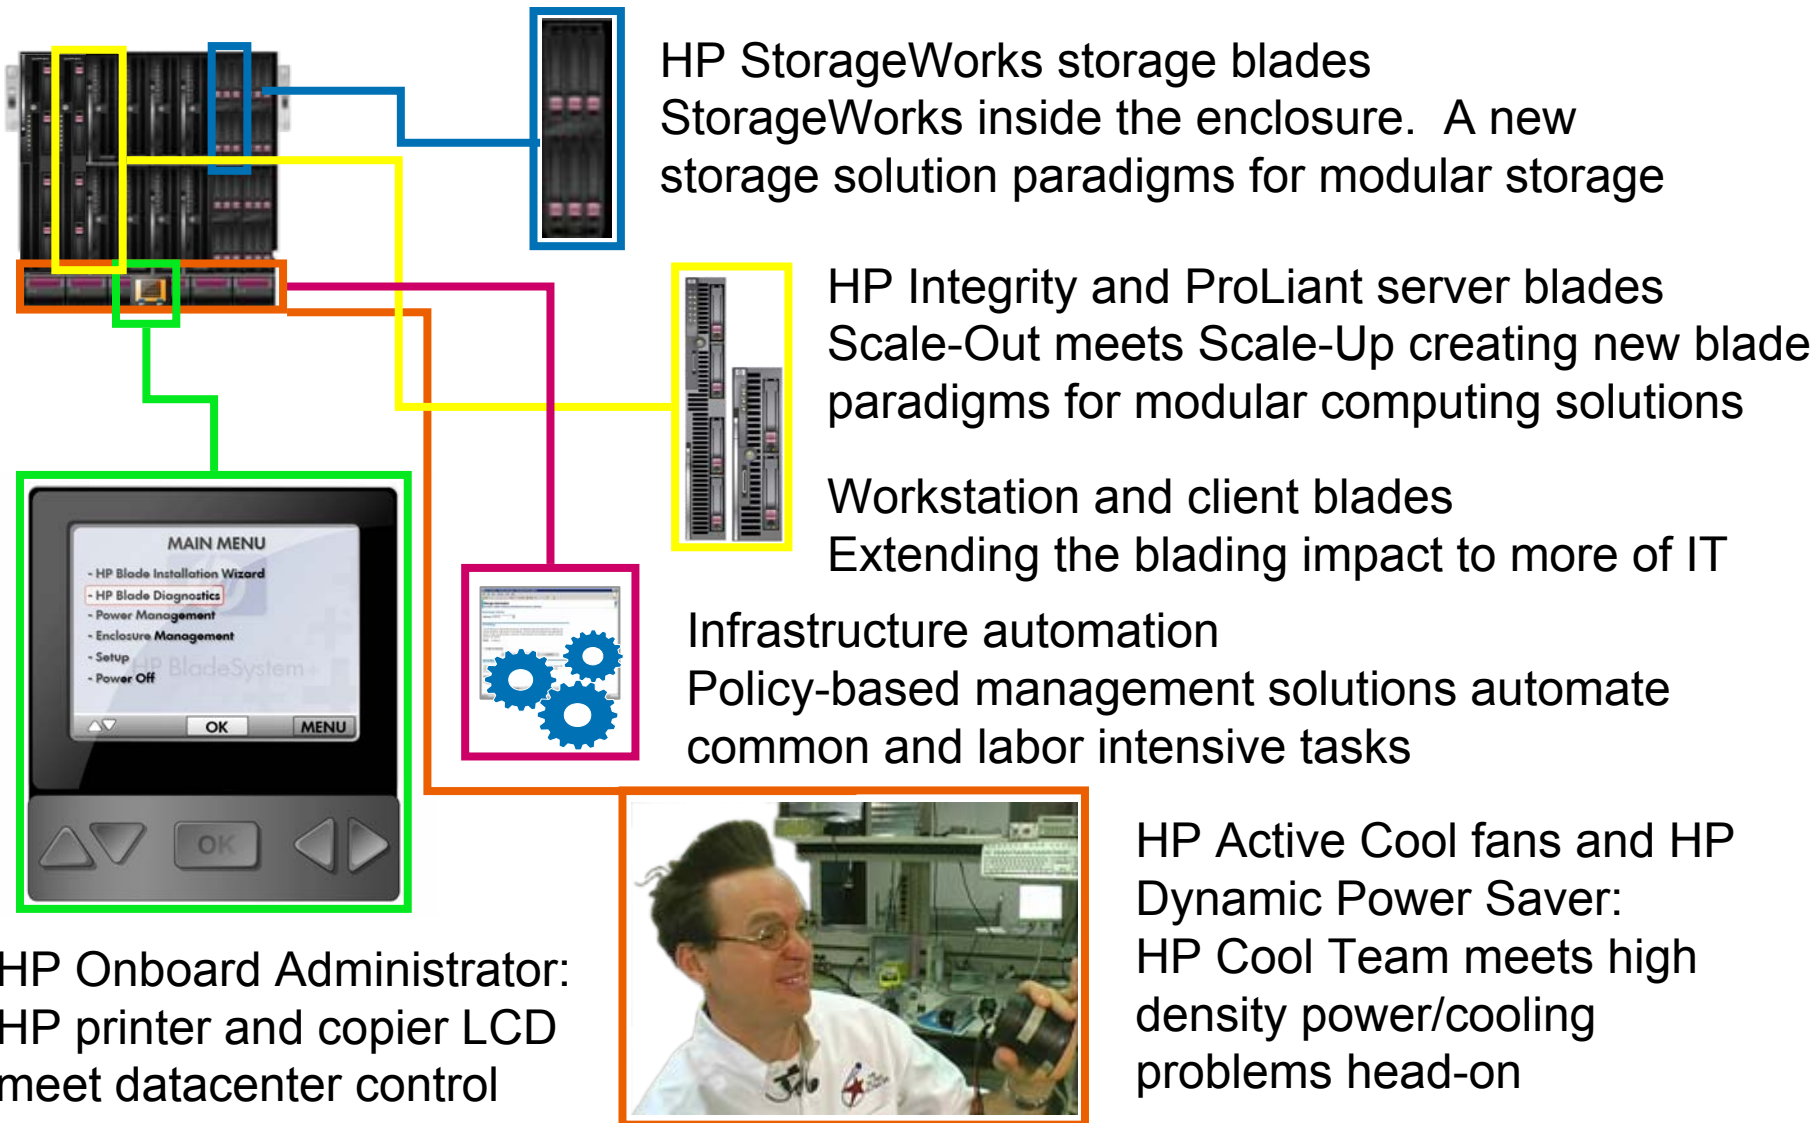 HP StorageWorks storage blades
StorageWorks inside the enclosure. A new
storage solution paradigms for modular storage
HP Integrity and ProLiant server blades
Scale-Out meets Scale-Up creating new blade
paradigms for modular computing solutions
Workstation and client blades
Extending the blading impact to more of IT
MAIN MENU
- HP Blade Installation Wizard
- HP Blade Diagnostics
- Power Management
- Enclosure Management
- Setup
- Power Off
HP BladeSystem
OK
MENU
OK
Infrastructure automation
Policy-based management solutions automate
common and labor intensive tasks
HP Active Cool fans and HP
Dynamic Power Saver:
HP Cool Team meets high
density power/cooling
problems head-on
HP Onboard Administrator:
HP printer and copier LCD
meet datacenter control